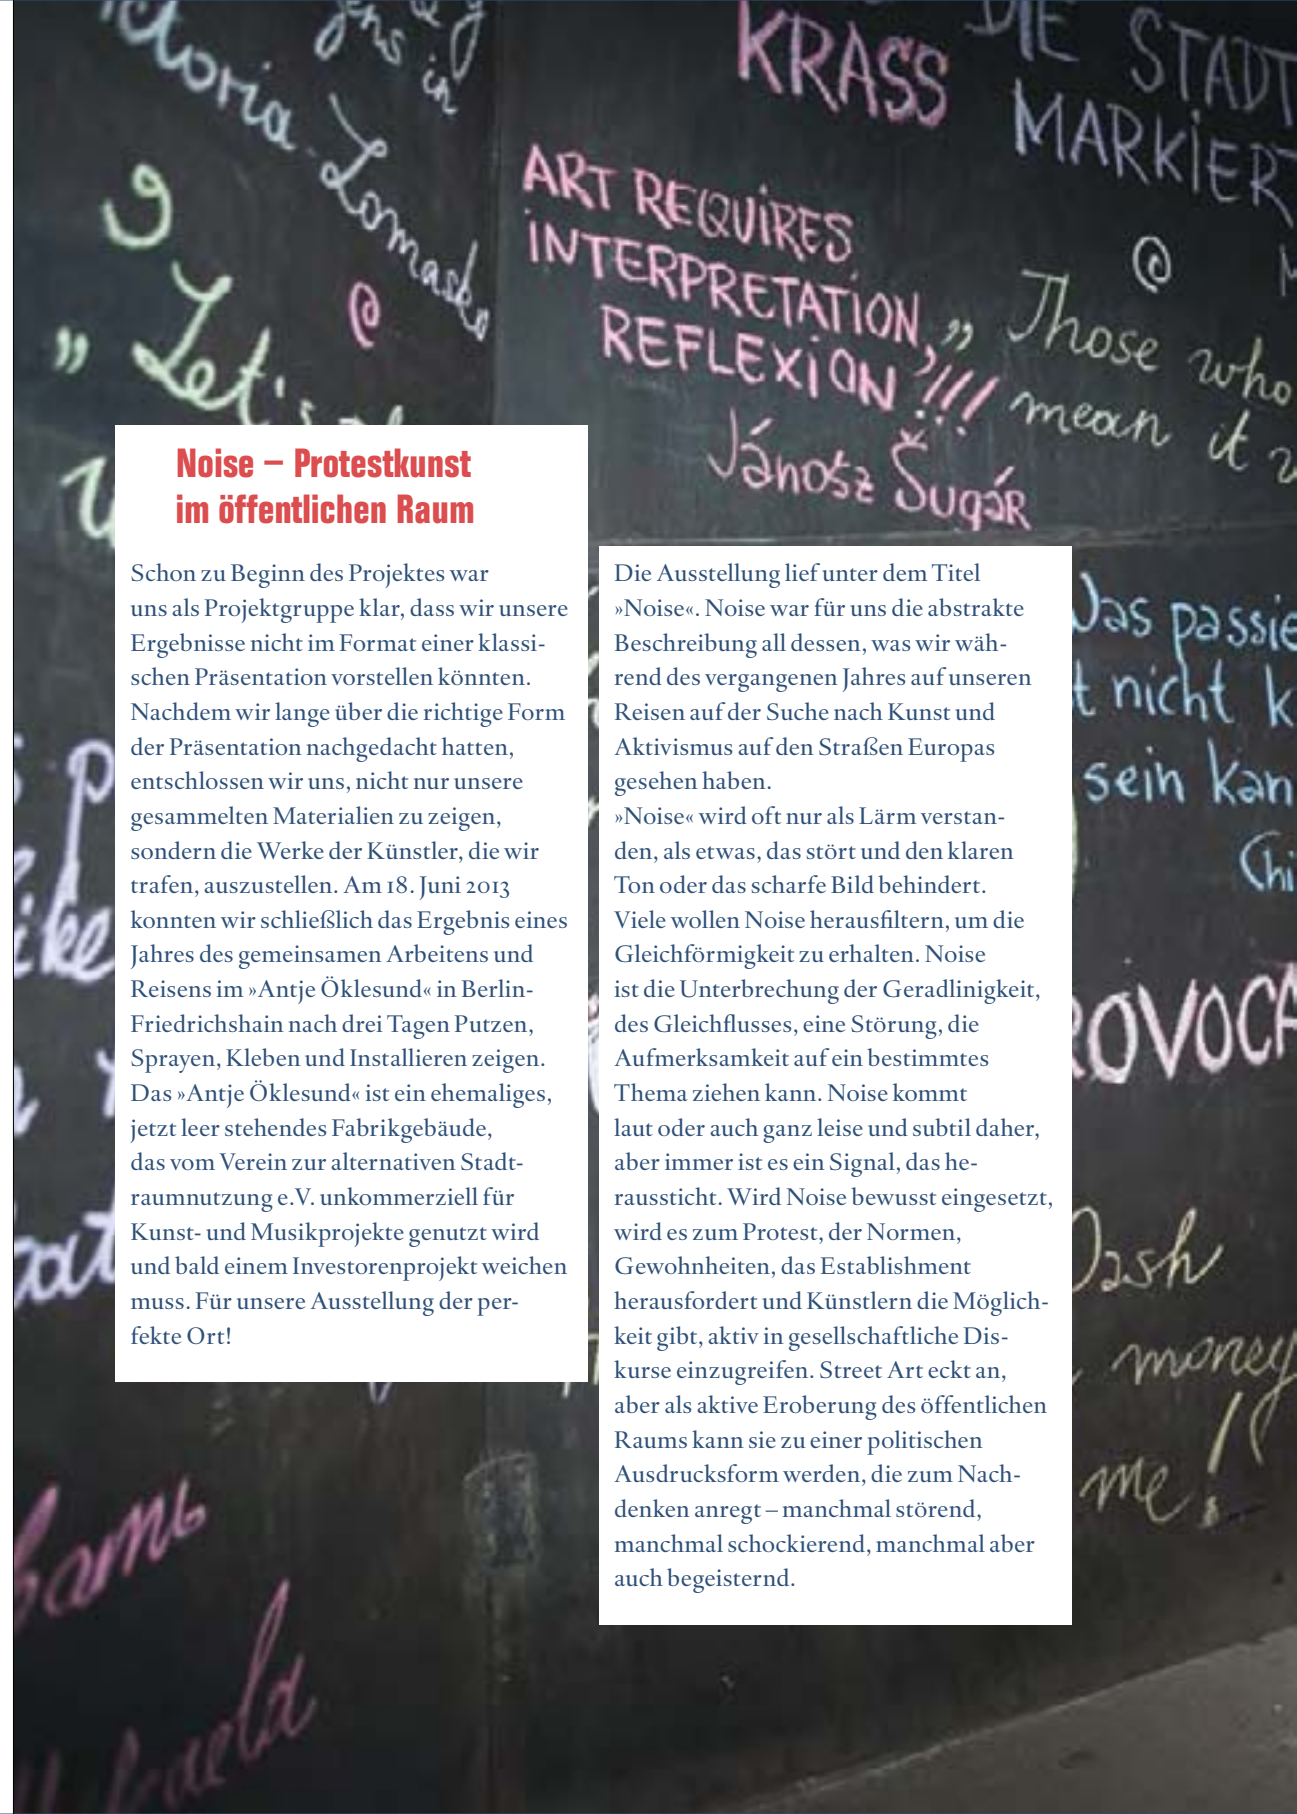 KRASS
DIE STADT
MARKIERT
ART REQUIRES
INTERPRETATION,
REFLEXION !!!
Jánosz Šugár
@
„ Those who
mean it
@
„ Let's
Noise – Protestkunst
im öffentlichen Raum
Schon zu Beginn des Projektes war
uns als Projektgruppe klar, dass wir unsere
Ergebnisse nicht im Format einer klassi-
schen Präsentation vorstellen könnten.
Nachdem wir lange über die richtige Form
der Präsentation nachgedacht hatten,
entschlossen wir uns, nicht nur unsere
gesammelten Materialien zu zeigen,
sondern die Werke der Künstler, die wir
trafen, auszustellen. Am 18. Juni 2013
konnten wir schließlich das Ergebnis eines
Jahres des gemeinsamen Arbeitens und
Reisens im »Antje Öklesund« in Berlin-
Friedrichshain nach drei Tagen Putzen,
Sprayen, Kleben und Installieren zeigen.
Das »Antje Öklesund« ist ein ehemaliges,
jetzt leer stehendes Fabrikgebäude,
das vom Verein zur alternativen Stadt-
raumnutzung e.V. unkommerziell für
Kunst- und Musikprojekte genutzt wird
und bald einem Investorenprojekt weichen
muss. Für unsere Ausstellung der per-
fekte Ort!
Die Ausstellung lief unter dem Titel
»Noise«. Noise war für uns die abstrakte
Beschreibung all dessen, was wir wäh-
rend des vergangenen Jahres auf unseren
Reisen auf der Suche nach Kunst und
Aktivismus auf den Straßen Europas
gesehen haben.
»Noise« wird oft nur als Lärm verstan-
den, als etwas, das stört und den klaren
Ton oder das scharfe Bild behindert.
Viele wollen Noise herausfiltern, um die
Gleichförmigkeit zu erhalten. Noise
ist die Unterbrechung der Geradlinigkeit,
des Gleichflusses, eine Störung, die
Aufmerksamkeit auf ein bestimmtes
Thema ziehen kann. Noise kommt
laut oder auch ganz leise und subtil daher,
aber immer ist es ein Signal, das he-
raussticht. Wird Noise bewusst eingesetzt,
wird es zum Protest, der Normen,
Gewohnheiten, das Establishment
herausfordert und Künstlern die Möglich-
keit gibt, aktiv in gesellschaftliche Dis-
kurse einzugreifen. Street Art eckt an,
aber als aktive Eroberung des öffentlichen
Raums kann sie zu einer politischen
Ausdrucksform werden, die zum Nach-
denken anregt – manchmal störend,
manchmal schockierend, manchmal aber
auch begeisternd.
passie
nicht k
sein kan
Chi
ROVOCA
money
me!